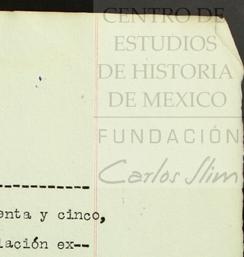 CENTRO DE
ESTUDIOS
DE HISTORIA
DE MEXICO
FUNDACIÓN
Carlos Slim
----------
enta y cinco,
lación ex--